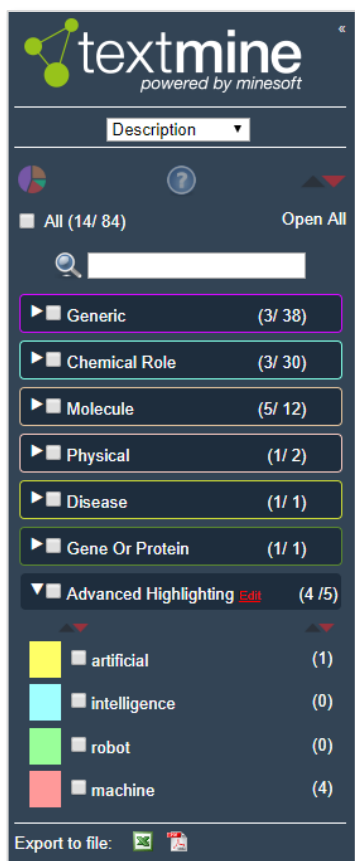 «
textmine
powered by minesoft
Description
?
All (14/ 84) Open All
Generic (3/ 38)
Chemical Role (3/ 30)
Molecule (5/ 12)
Physical (1/ 2)
Disease (1/ 1)
Gene Or Protein (1/ 1)
Advanced Highlighting Edit (4 /5)
artificial (1)
intelligence (0)
robot (0)
machine (4)
Export to file: